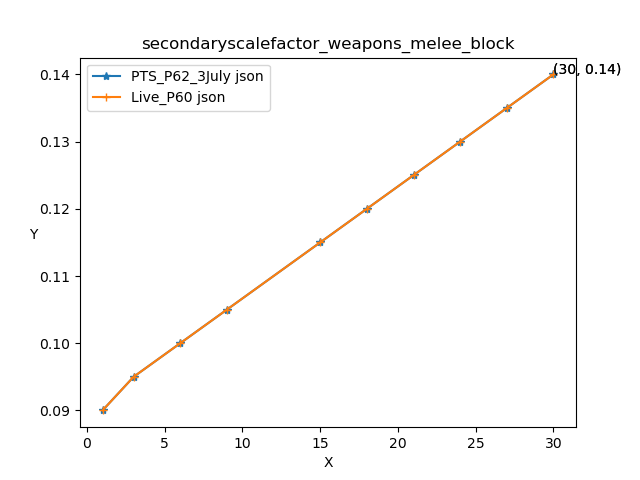 secondaryscalefactor_weapons_melee_block
(30, 0.14)
PTS_P62_3July json
Live_P60 json
0.14
0.13
0.12
0.11
0.10
0.09
Y
0
5
10
15
20
25
30
X